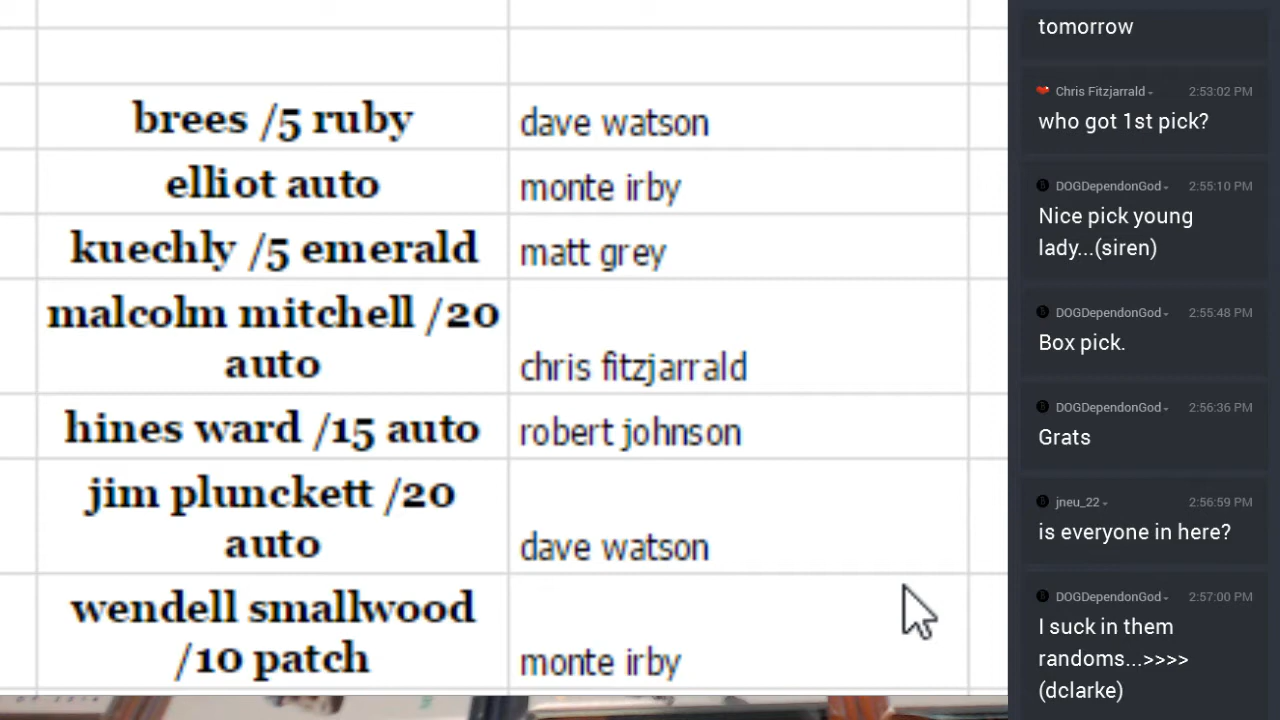 brees /5 ruby
dave watson
elliot auto
monte irby
kuechly /5 emerald
matt grey
malcolm mitchell /20
auto
chris fitzjarrald
hines ward /15 auto
robert johnson
jim plunckett /20
auto
dave watson
wendell smallwood
/10 patch
monte irby
tomorrow
Chris Fitzjarrald 2:53:02 PM
who got 1st pick?
DOGDependonGod 2:55:10 PM
Nice pick young
lady...(siren)
DOGDependonGod 2:55:48 PM
Box pick.
DOGDependonGod 2:56:36 PM
Grats
jneu_22 2:56:59 PM
is everyone in here?
DOGDependonGod 2:57:00 PM
I suck in them
randoms...>>>>
(dclarke)